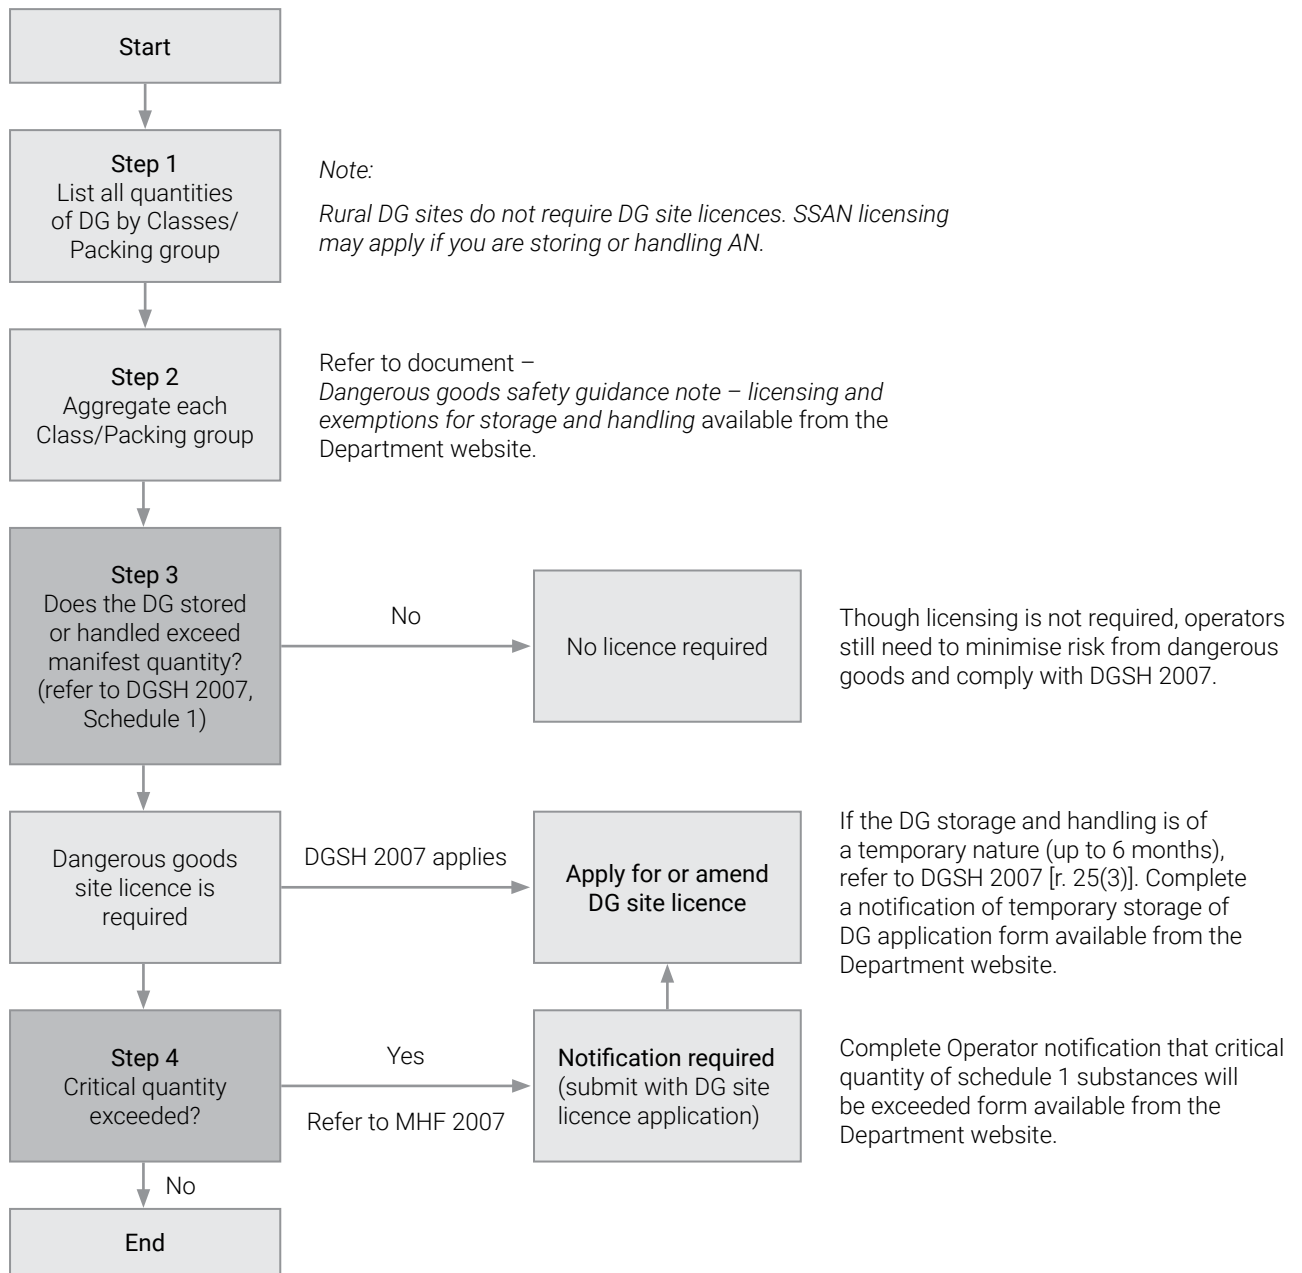 Start
Step 1
List all quantities
of DG by Classes/
Packing group
Note:
Rural DG sites do not require DG site licences. SSAN licensing
may apply if you are storing or handling AN.
Step 2
Aggregate each
Class/Packing group
Refer to document –
Dangerous goods safety guidance note – licensing and
exemptions for storage and handling available from the
Department website.
Step 3
Does the DG stored
or handled exceed
manifest quantity?
(refer to DGSH 2007,
Schedule 1)
No
No licence required
Though licensing is not required, operators
still need to minimise risk from dangerous
goods and comply with DGSH 2007.
Dangerous goods
site licence is
required
DGSH 2007 applies
Apply for or amend
DG site licence
If the DG storage and handling is of
a temporary nature (up to 6 months),
refer to DGSH 2007 [r. 25(3)]. Complete
a notification of temporary storage of
DG application form available from the
Department website.
Step 4
Critical quantity
exceeded?
Yes
Refer to MHF 2007
Notification required
(submit with DG site
licence application)
Complete Operator notification that critical
quantity of schedule 1 substances will
be exceeded form available from the
Department website.
No
End